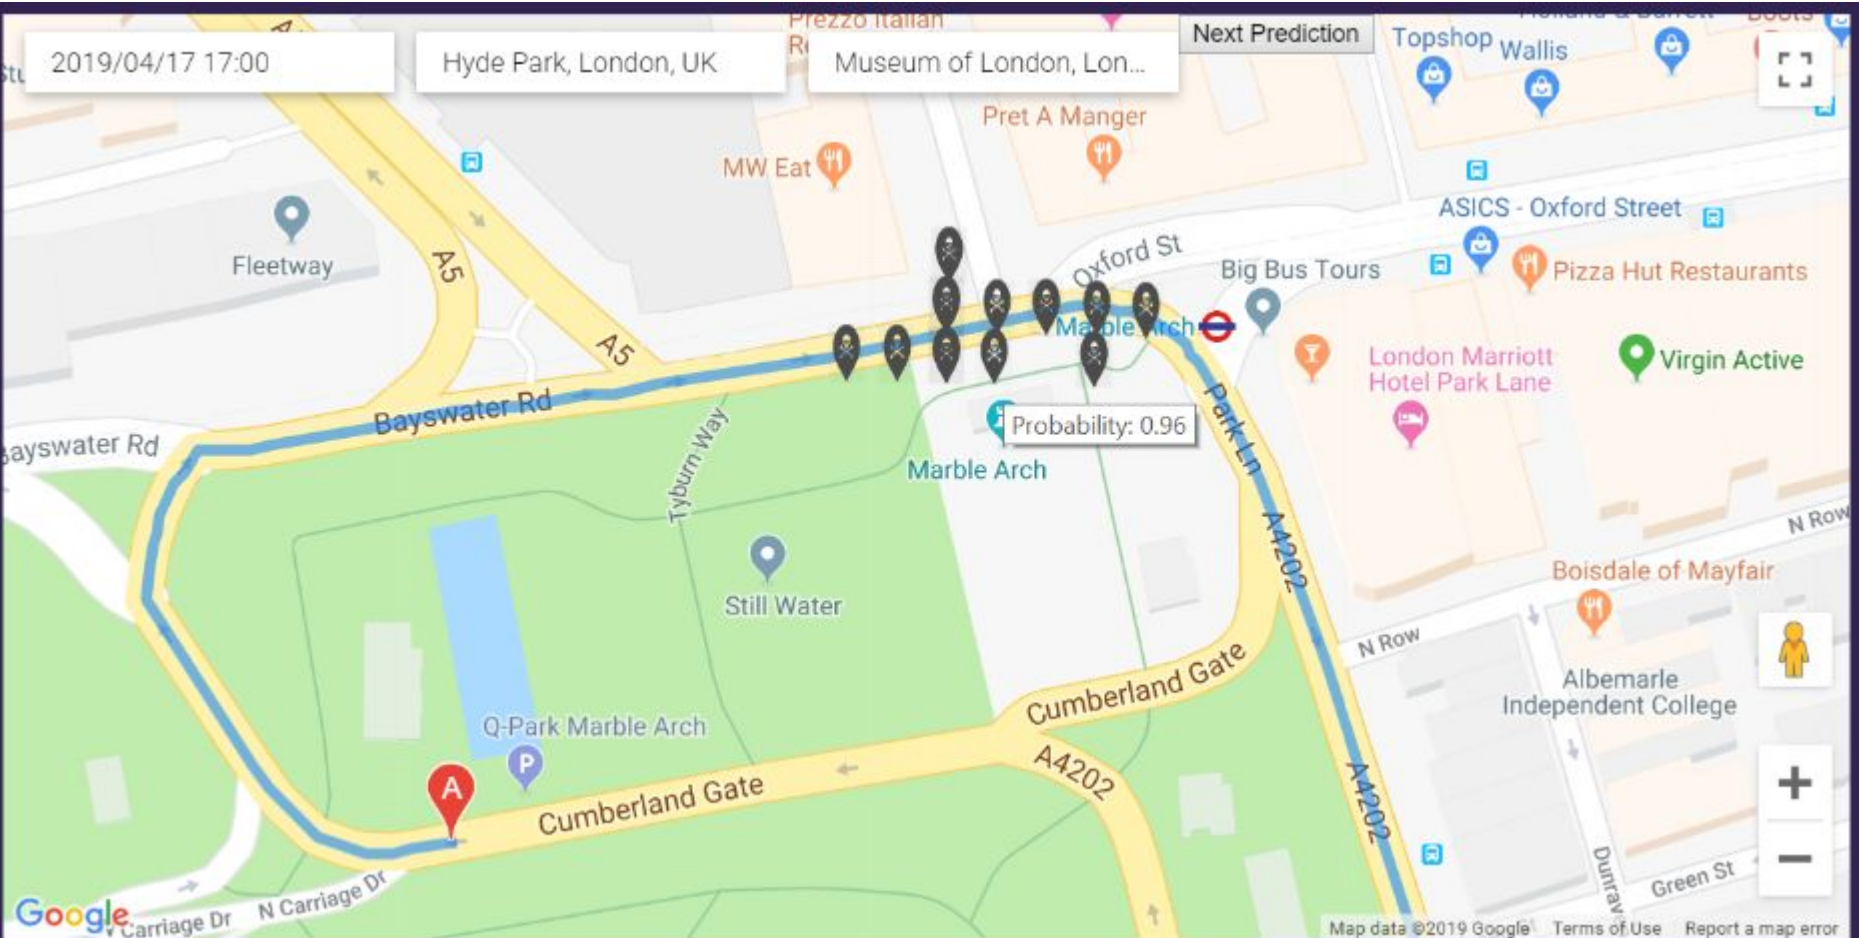 Prezzo Italian
2019/04/17 17:00
Hyde Park, London, UK
Museum of London, Lon...
Next Prediction
Topshop
Wallis
Pret A Manger
MW Eat
ASICS - Oxford Street
Fleetway
A5
Oxford St
Big Bus Tours
Pizza Hut Restaurants
A5
Marble Arch
London Marriott
Hotel Park Lane
Virgin Active
Bayswater Rd
Bayswater Rd
Park Ln
Probability: 0.96
Tyburn Way
Marble Arch
A4202
N Row
Still Water
Boisdale of Mayfair
N Row
Cumberland Gate
Albemarle
Independent College
Q-Park Marble Arch
P
A4202
A
Cumberland Gate
A4202
Green St
N Carriage Dr
Google
Carriage Dr
Map data ©2019 Google
Terms of Use
Report a map error